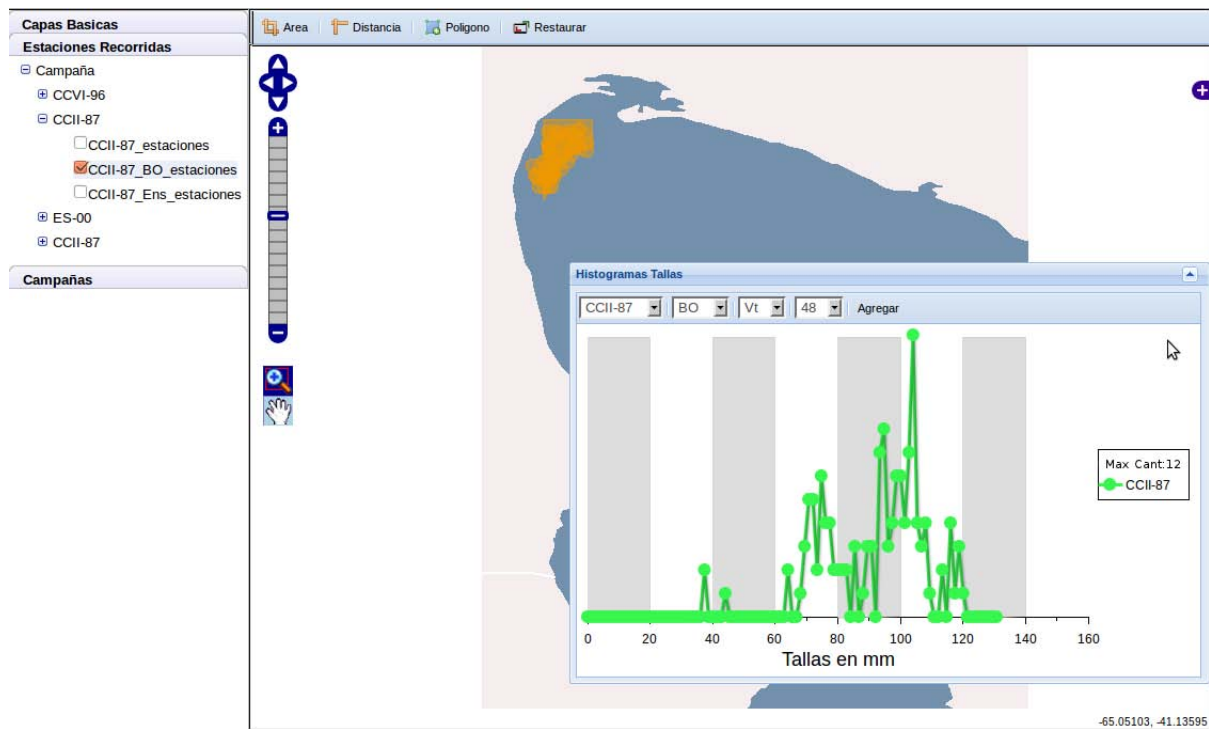 Capas Basicas
Estaciones Recorridas
Campaña
CCVI-96
CCII-87
CCII-87_estaciones
CCII-87_BO_estaciones
CCII-87_Ens_estaciones
ES-00
CCII-87
Campañas
Area Distancia Poligono Restaurar
Histogramas Tallas
CCII-87 BO Vt 48 Agregar
Max Cant:12
CCII-87
0 20 40 60 80 100 120 140 160
Tallas en mm
-65.05103, -41.13595